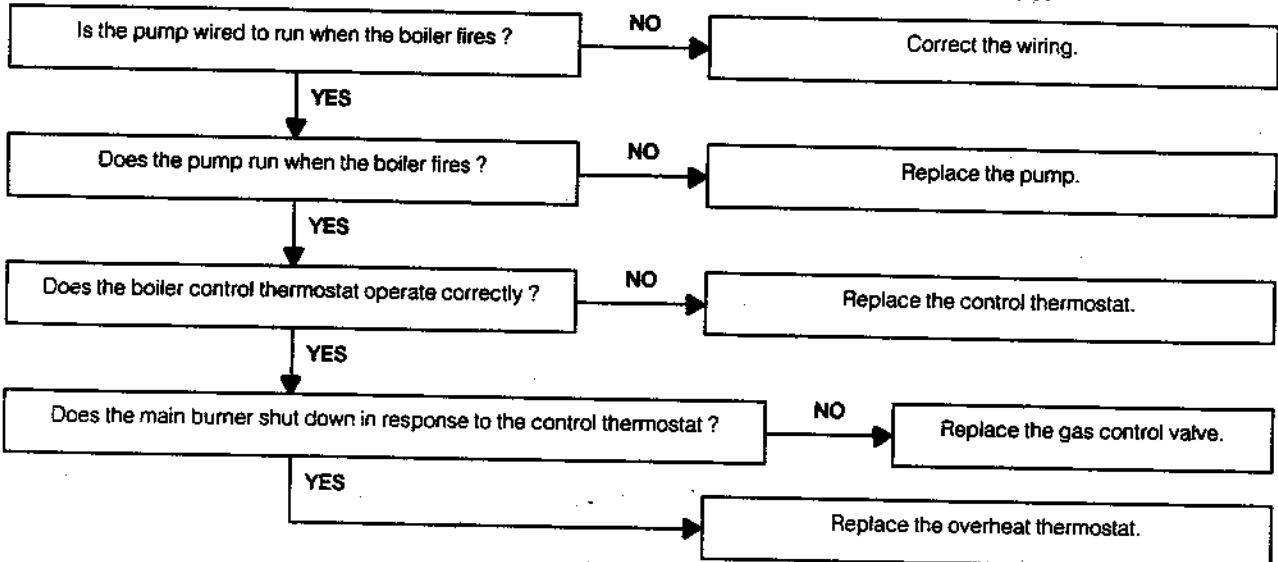 Is the pump wired to run when the boiler fires ?
NO
Correct the wiring.
YES
Does the pump run when the boiler fires ?
NO
Replace the pump.
YES
Does the boiler control thermostat operate correctly ?
NO
Replace the control thermostat.
YES
Does the main burner shut down in response to the control thermostat ?
NO
Replace the gas control valve.
YES
Replace the overheat thermostat.